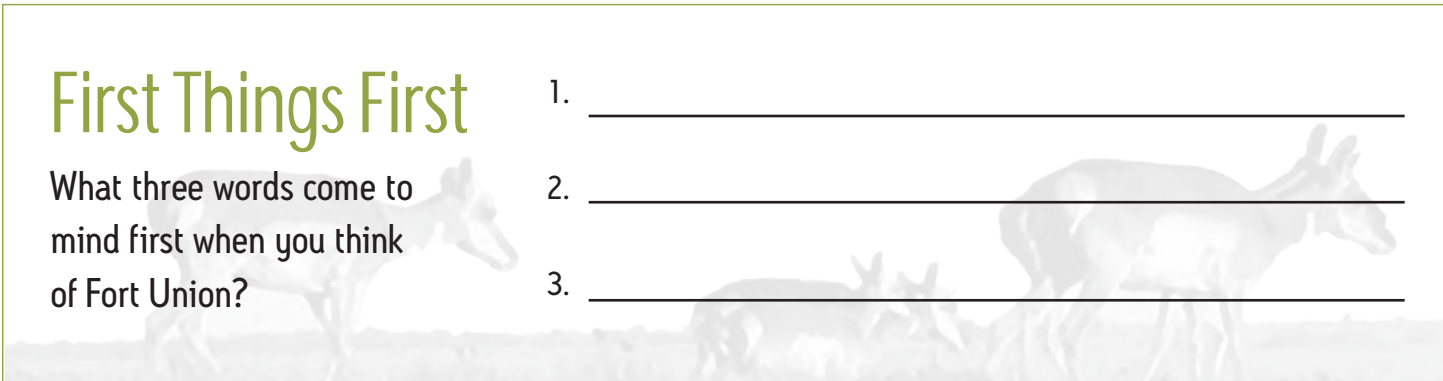 First Things First
What three words come to
mind first when you think
of Fort Union?
1.
2.
3.